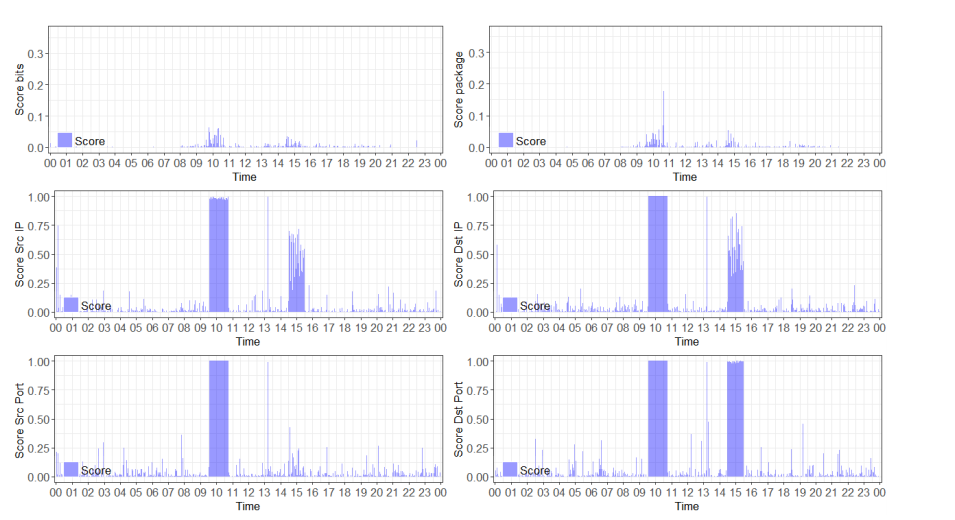 Score bits
0.3
0.2
0.1
0.0
Score
00 01 02 03 04 05 06 07 08 09 10 11 12 13 14 15 16 17 18 19 20 21 22 23 00
Time
Score package
0.3
0.2
0.1
0.0
Score
00 01 02 03 04 05 06 07 08 09 10 11 12 13 14 15 16 17 18 19 20 21 22 23 00
Time
Score Src IP
1.00
0.75
0.50
0.25
0.00
Score
00 01 02 03 04 05 06 07 08 09 10 11 12 13 14 15 16 17 18 19 20 21 22 23 00
Time
Score Dst IP
1.00
0.75
0.50
0.25
0.00
Score
00 01 02 03 04 05 06 07 08 09 10 11 12 13 14 15 16 17 18 19 20 21 22 23 00
Time
Score Src Port
1.00
0.75
0.50
0.25
0.00
Score
00 01 02 03 04 05 06 07 08 09 10 11 12 13 14 15 16 17 18 19 20 21 22 23 00
Time
Score Dst Port
1.00
0.75
0.50
0.25
0.00
Score
00 01 02 03 04 05 06 07 08 09 10 11 12 13 14 15 16 17 18 19 20 21 22 23 00
Time